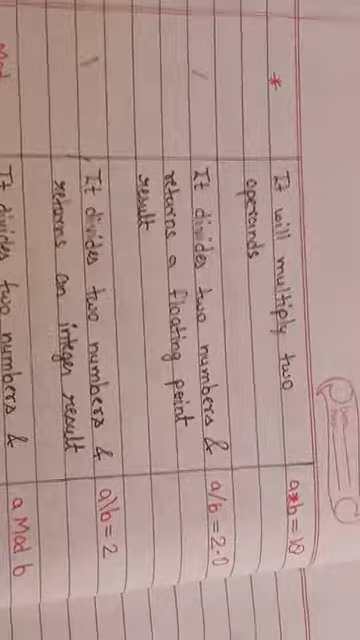 * It will multiply two a*b = 10
operands
/ It divides two numbers & a/b = 2.0
returns a floating point
result
\ It divides two numbers & a\b = 2
returns an integer result
Mod It divides two numbers & a Mod b